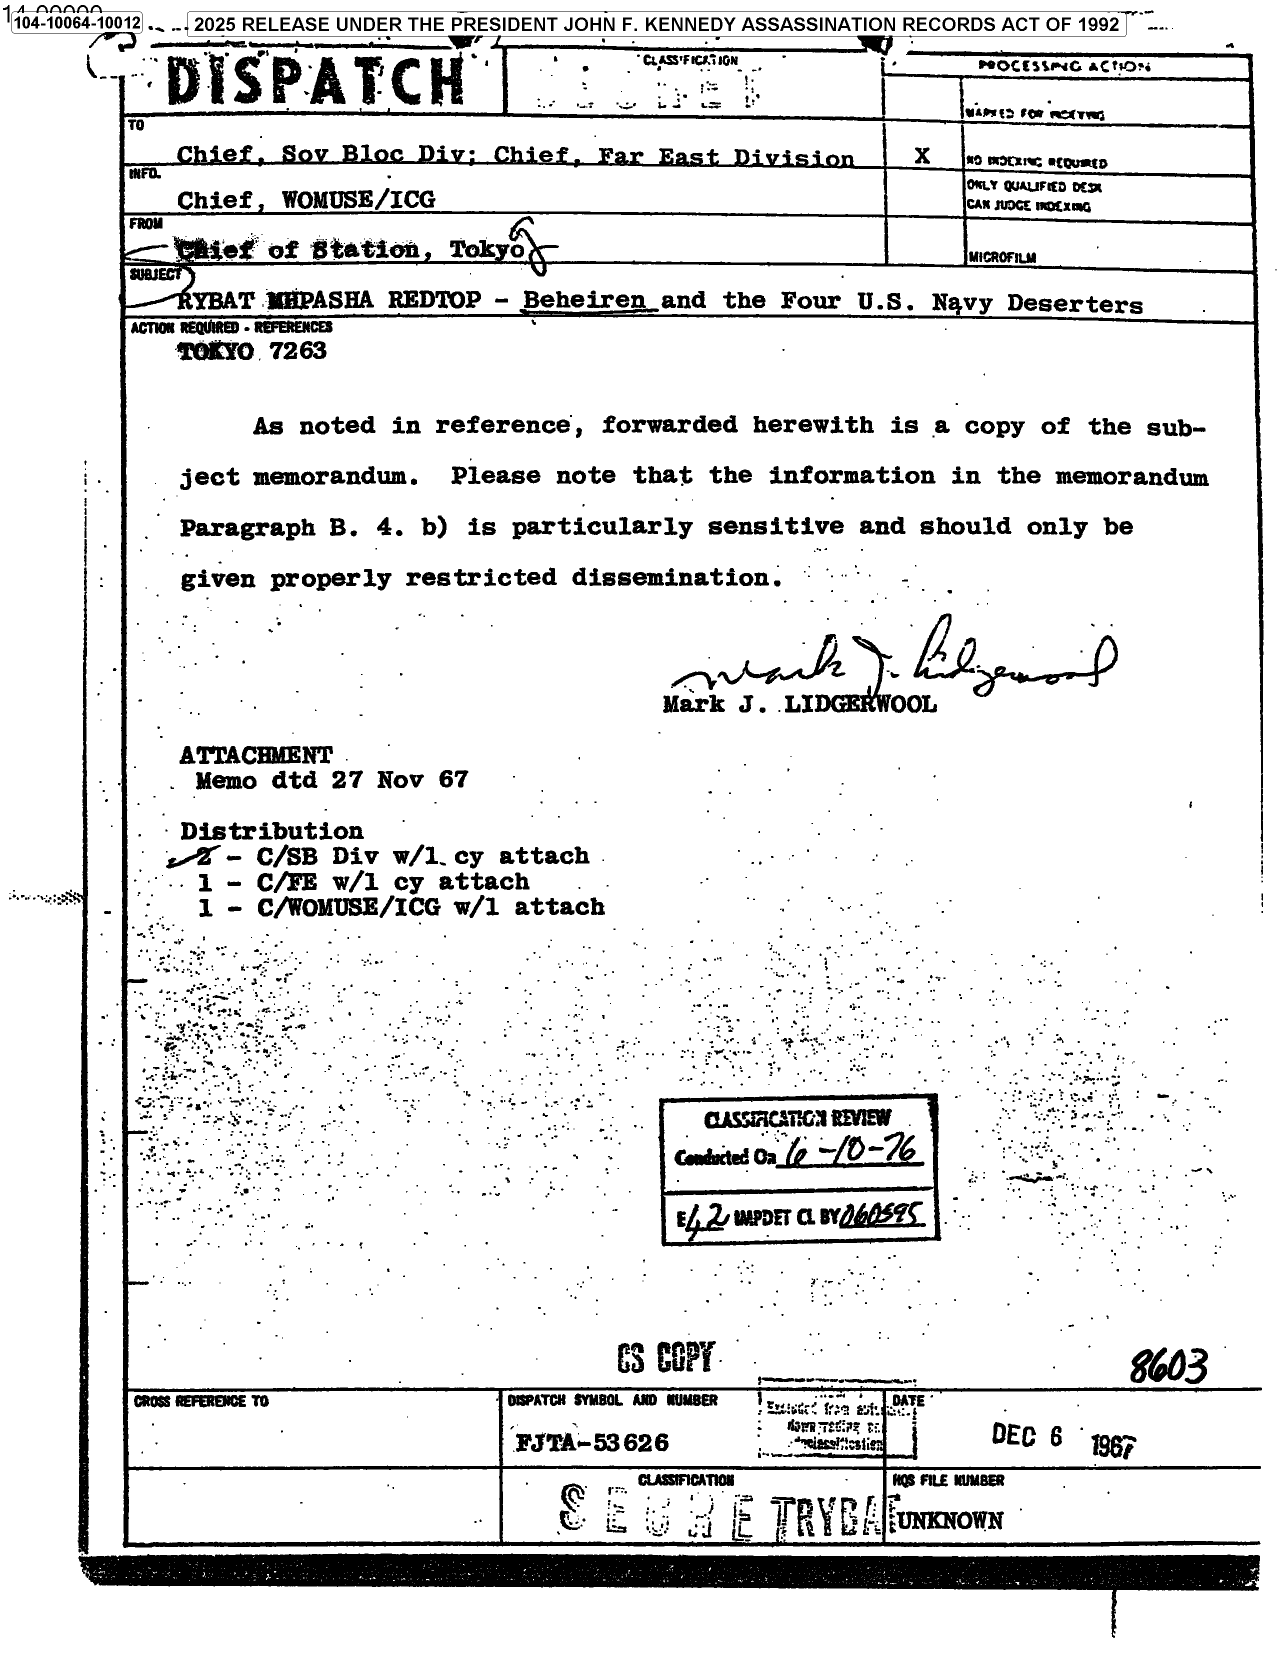 104-10064-10012
2025 RELEASE UNDER THE PRESIDENT JOHN F. KENNEDY ASSASSINATION RECORDS ACT OF 1992
DISPATCH
CLASSIFICATION
PROCESSING ACTION
MARKED FOR INDEXING
TO
Chief, Sov Bloc Div; Chief, Far East Division
X
NO INDEXING REQUIRED
INFO.
Chief, WOMUSE/ICG
ONLY QUALIFIED DESK
CAN JUDGE INDEXING
FROM
Chief of Station, Tokyo
MICROFILM
SUBJECT
RYBAT MHPASHA REDTOP - Beheiren and the Four U.S. Navy Deserters
ACTION REQUIRED - REFERENCES
TOKYO 7263
As noted in reference, forwarded herewith is a copy of the sub-
ject memorandum. Please note that the information in the memorandum
Paragraph B. 4. b) is particularly sensitive and should only be
given properly restricted dissemination.
Mark J. Lidgerwood
Mark J. LIDGERWOOL
ATTACHMENT
Memo dtd 27 Nov 67
Distribution
2 - C/SB Div w/1 cy attach
1 - C/FE w/1 cy attach
1 - C/WOMUSE/ICG w/1 attach
CLASSIFICATION REVIEW
Conducted On 6-10-76
E 42 IMPDET CL BY 060595
CS COPY
8603
CROSS REFERENCE TO
DISPATCH SYMBOL AND NUMBER
Excluded from
downgrading
declassification
DATE
FJTA-53626
DEC 6 1967
CLASSIFICATION
HQS FILE NUMBER
SECRET RYBAT
UNKNOWN